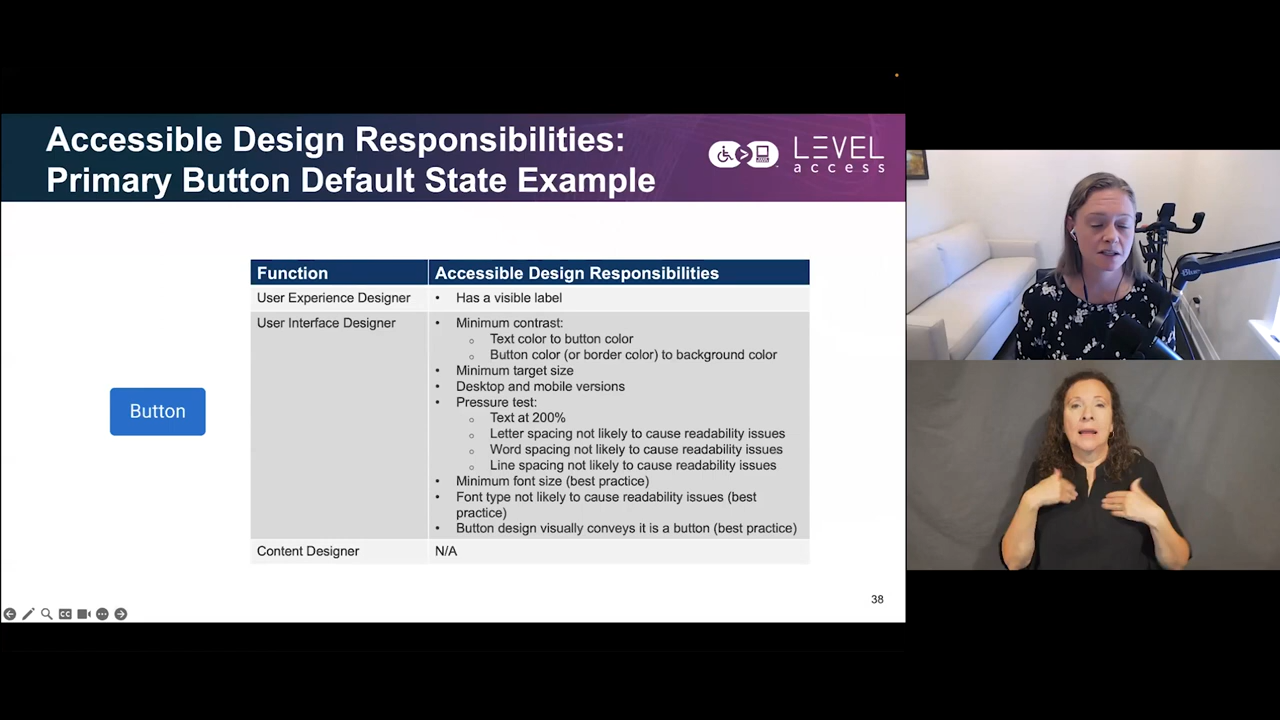 Accessible Design Responsibilities:
Primary Button Default State Example
LEVEL
access
Button
Function
Accessible Design Responsibilities
User Experience Designer
• Has a visible label
User Interface Designer
• Minimum contrast:
o Text color to button color
o Button color (or border color) to background color
• Minimum target size
• Desktop and mobile versions
• Pressure test:
o Text at 200%
o Letter spacing not likely to cause readability issues
o Word spacing not likely to cause readability issues
o Line spacing not likely to cause readability issues
• Minimum font size (best practice)
• Font type not likely to cause readability issues (best
practice)
• Button design visually conveys it is a button (best practice)
Content Designer
N/A
38
CC